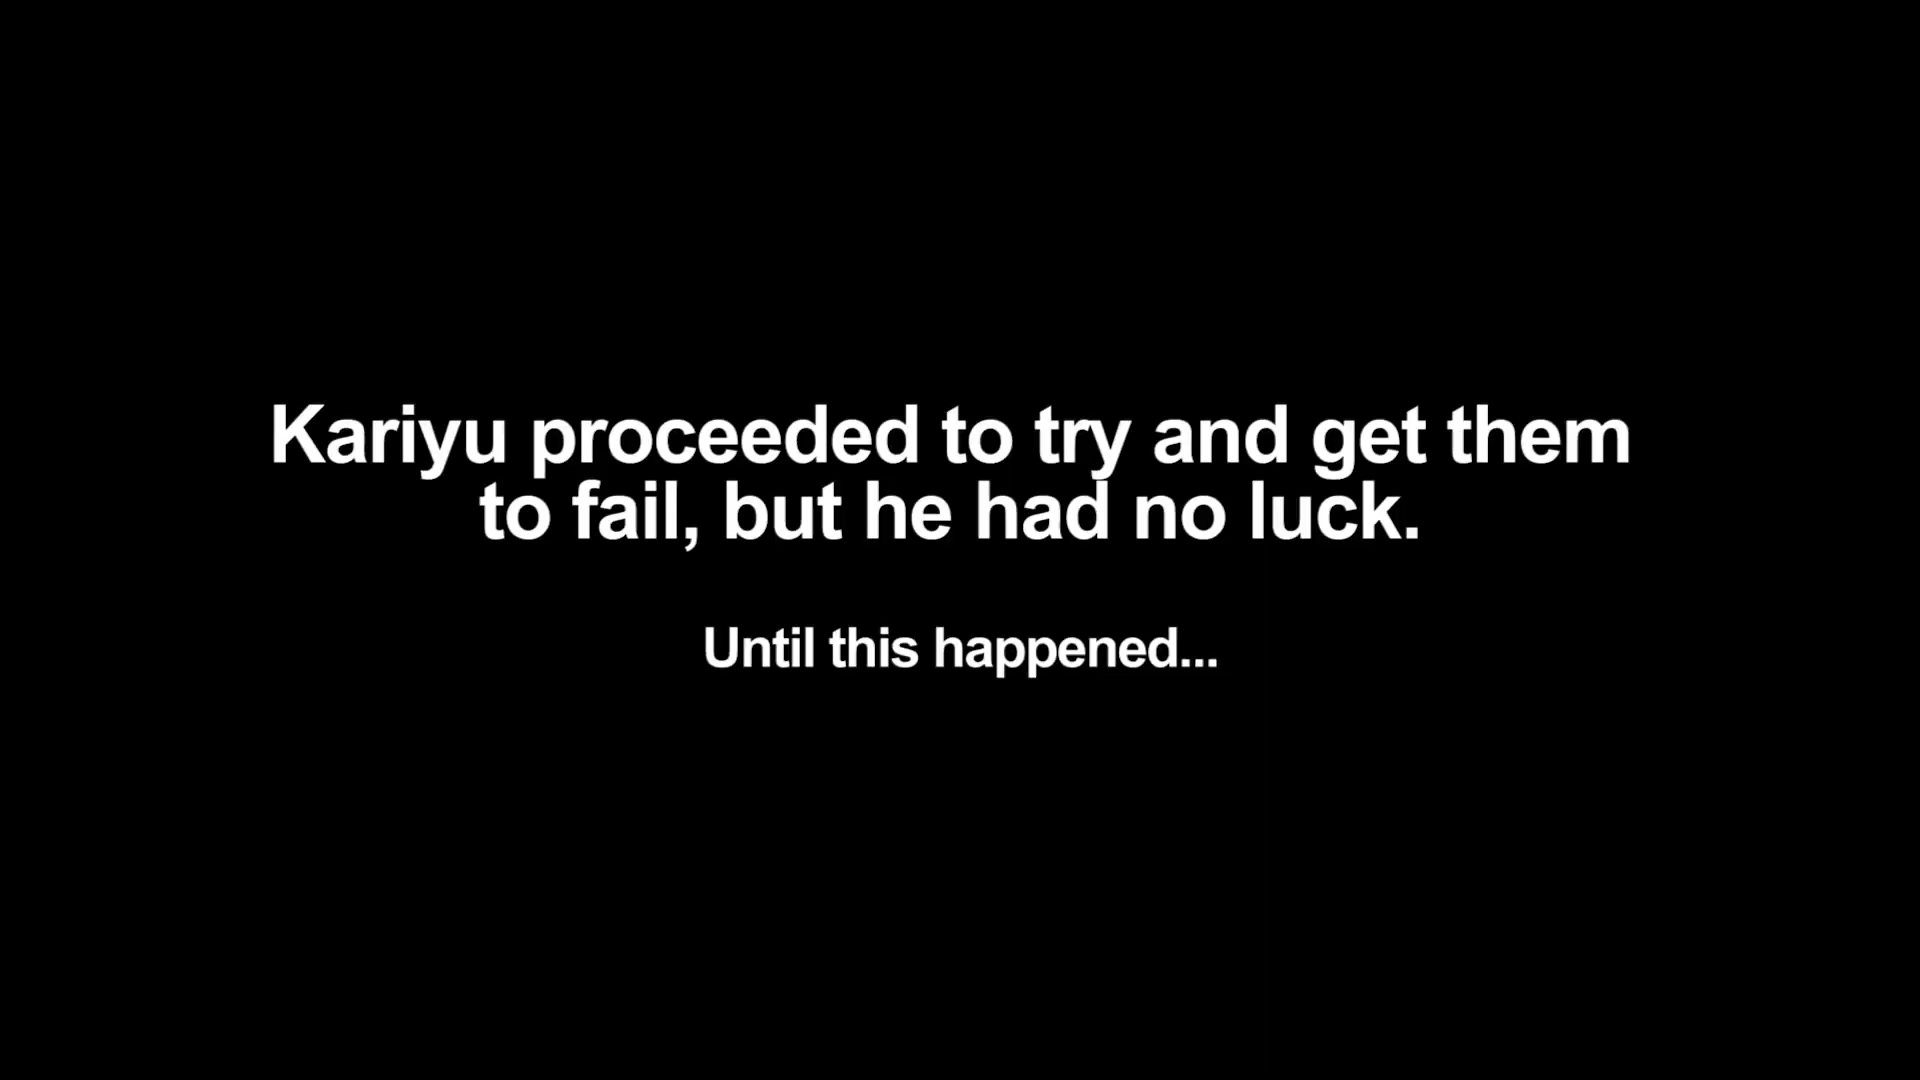 Kariyu proceeded to try and get them
to fail, but he had no luck.
Until this happened...